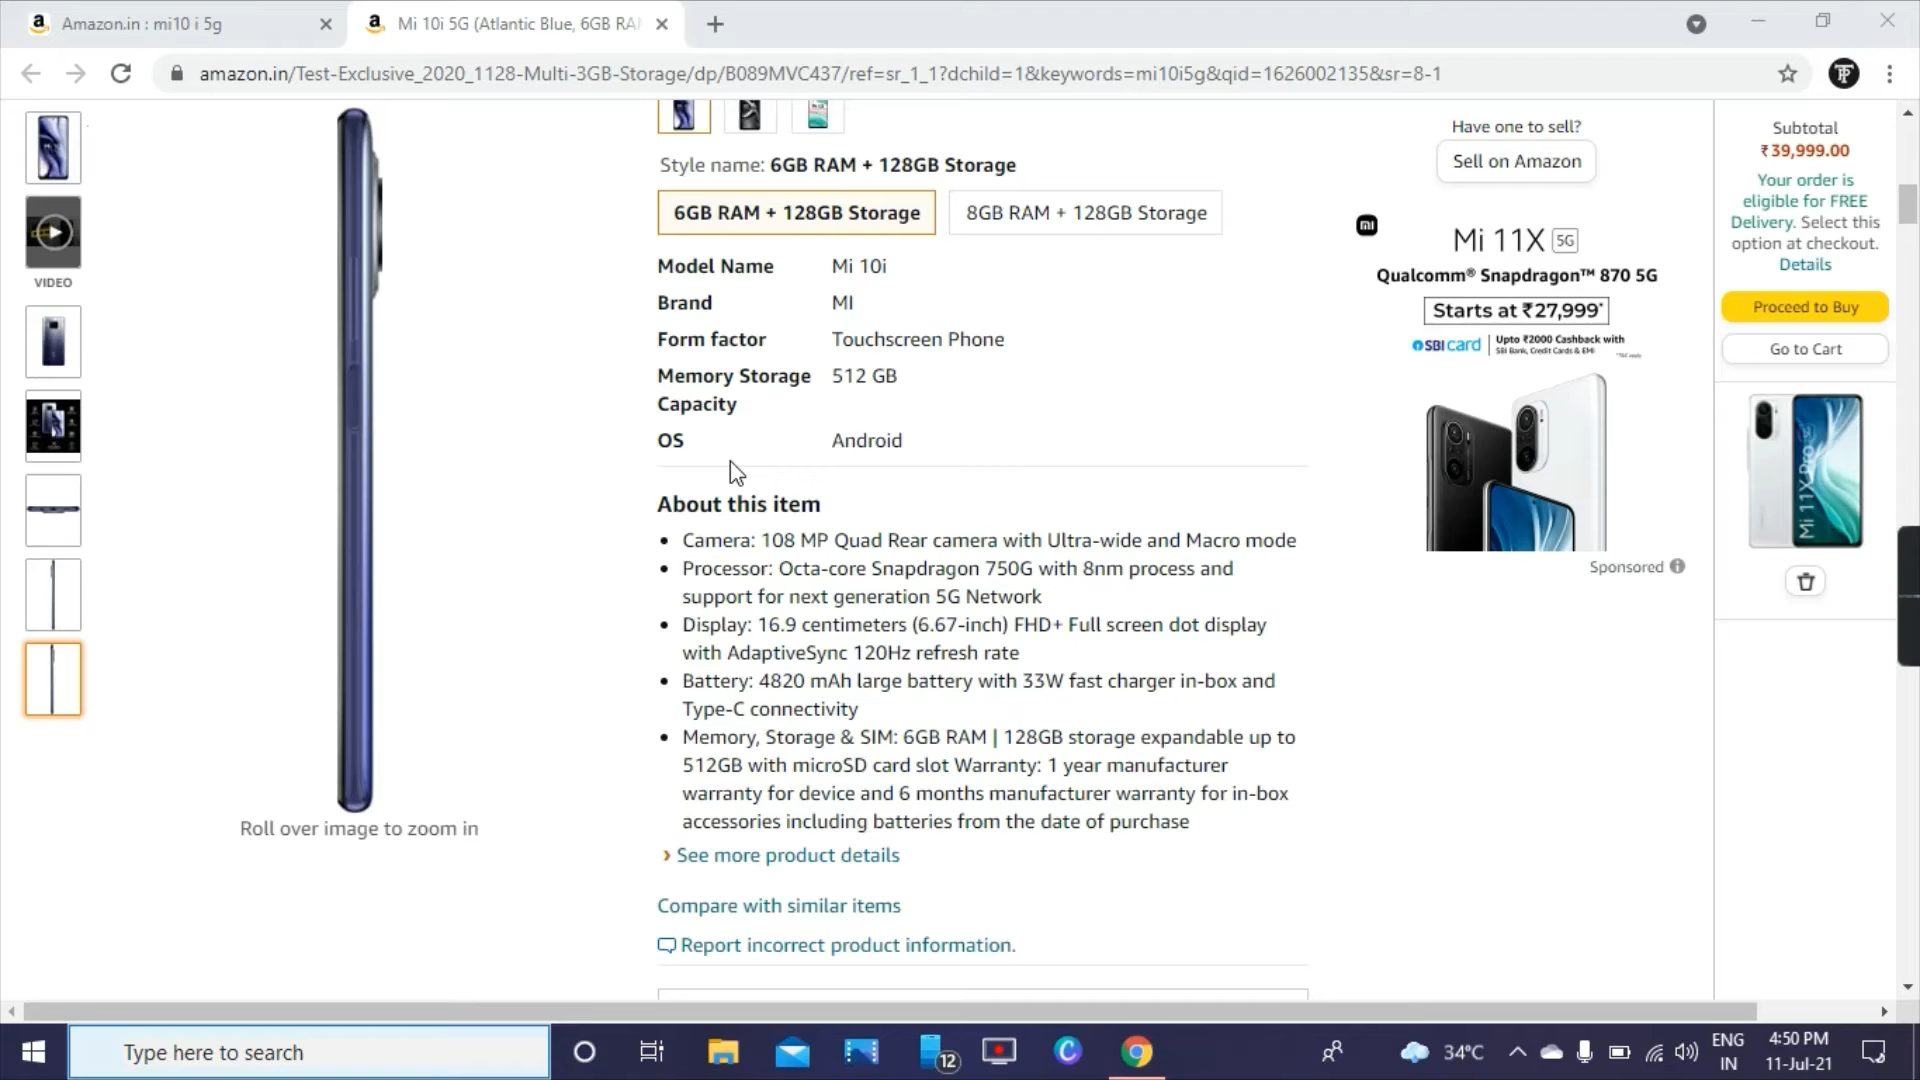 Amazon.in : mi10 i 5g
Mi 10i 5G (Atlantic Blue, 6GB RA
amazon.in/Test-Exclusive_2020_1128-Multi-3GB-Storage/dp/B089MVC437/ref=sr_1_1?dchild=1&keywords=mi10i5g&qid=1626002135&sr=8-1
VIDEO
Roll over image to zoom in
Style name: 6GB RAM + 128GB Storage
6GB RAM + 128GB Storage
8GB RAM + 128GB Storage
Model Name Mi 10i
Brand MI
Form factor Touchscreen Phone
Memory Storage 512 GB
Capacity
OS Android
About this item
Camera: 108 MP Quad Rear camera with Ultra-wide and Macro mode
Processor: Octa-core Snapdragon 750G with 8nm process and
support for next generation 5G Network
Display: 16.9 centimeters (6.67-inch) FHD+ Full screen dot display
with AdaptiveSync 120Hz refresh rate
Battery: 4820 mAh large battery with 33W fast charger in-box and
Type-C connectivity
Memory, Storage & SIM: 6GB RAM | 128GB storage expandable up to
512GB with microSD card slot Warranty: 1 year manufacturer
warranty for device and 6 months manufacturer warranty for in-box
accessories including batteries from the date of purchase
› See more product details
Compare with similar items
Report incorrect product information.
Have one to sell?
Sell on Amazon
mi
Mi 11X 5G
Qualcomm® Snapdragon™ 870 5G
Starts at ₹27,999*
SBI card
Upto ₹2000 Cashback with
SBI Bank, Credit Cards & EMI
*T&C apply
Sponsored
Subtotal
₹39,999.00
Your order is
eligible for FREE
Delivery. Select this
option at checkout.
Details
Proceed to Buy
Go to Cart
Mi 11X Pro 5G
Type here to search
12
34°C
ENG
IN
4:50 PM
11-Jul-21